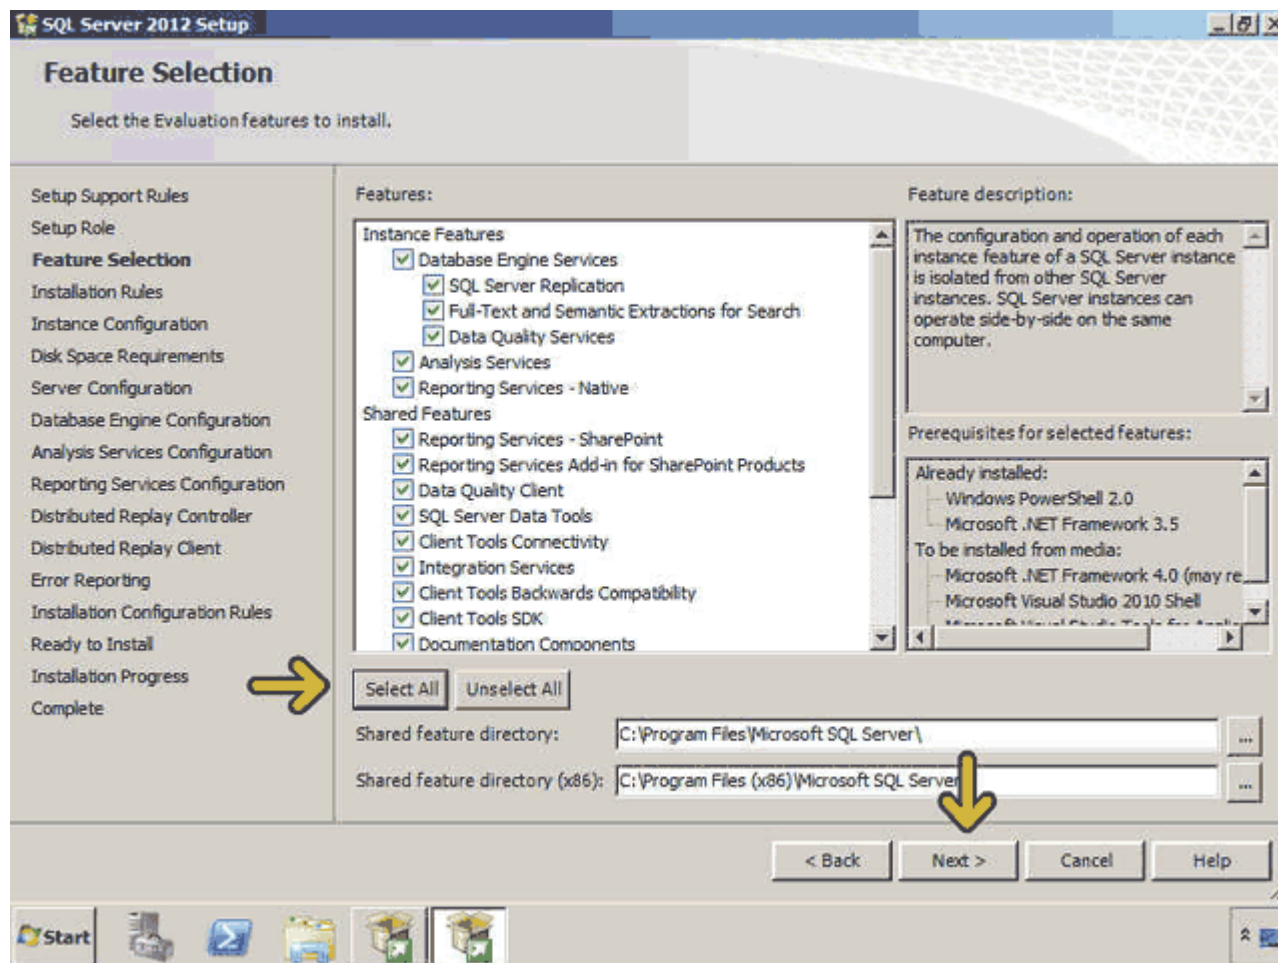 SQL Server 2012 Setup
Feature Selection
Select the Evaluation features to install.
Setup Support Rules
Setup Role
Feature Selection
Installation Rules
Instance Configuration
Disk Space Requirements
Server Configuration
Database Engine Configuration
Analysis Services Configuration
Reporting Services Configuration
Distributed Replay Controller
Distributed Replay Client
Error Reporting
Installation Configuration Rules
Ready to Install
Installation Progress
Complete
Features:
Instance Features
Database Engine Services
SQL Server Replication
Full-Text and Semantic Extractions for Search
Data Quality Services
Analysis Services
Reporting Services - Native
Shared Features
Reporting Services - SharePoint
Reporting Services Add-in for SharePoint Products
Data Quality Client
SQL Server Data Tools
Client Tools Connectivity
Integration Services
Client Tools Backwards Compatibility
Client Tools SDK
Documentation Components
Select All Unselect All
Feature description:
The configuration and operation of each
instance feature of a SQL Server instance
is isolated from other SQL Server
instances. SQL Server instances can
operate side-by-side on the same
computer.
Prerequisites for selected features:
Already installed:
Windows PowerShell 2.0
Microsoft .NET Framework 3.5
To be installed from media:
Microsoft .NET Framework 4.0 (may re
Microsoft Visual Studio 2010 Shell
Shared feature directory: C:\Program Files\Microsoft SQL Server\ ...
Shared feature directory (x86): C:\Program Files (x86)\Microsoft SQL Server ...
< Back Next > Cancel Help
Start